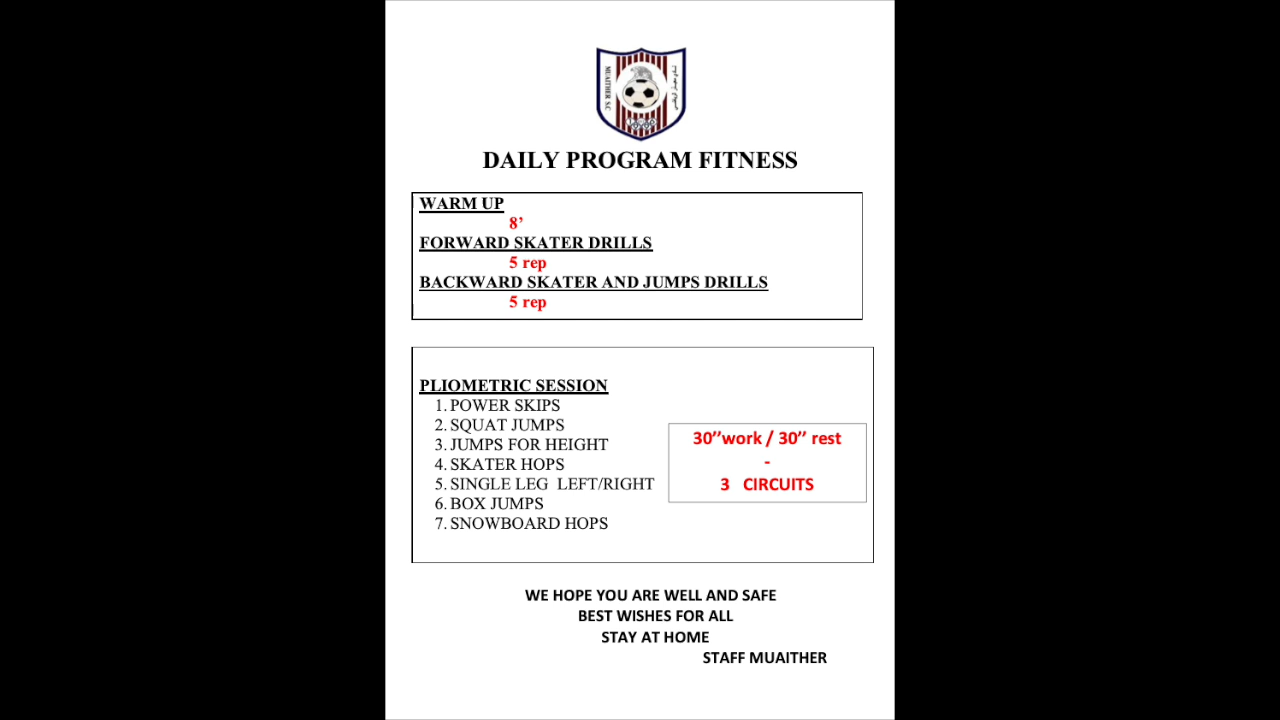 MUAITHER S.C
DAILY PROGRAM FITNESS
WARM UP
8’
FORWARD SKATER DRILLS
5 rep
BACKWARD SKATER AND JUMPS DRILLS
5 rep
PLIOMETRIC SESSION
1. POWER SKIPS
2. SQUAT JUMPS
3. JUMPS FOR HEIGHT
4. SKATER HOPS
5. SINGLE LEG LEFT/RIGHT
6. BOX JUMPS
7. SNOWBOARD HOPS
30’’work / 30’’ rest
-
3 CIRCUITS
WE HOPE YOU ARE WELL AND SAFE
BEST WISHES FOR ALL
STAY AT HOME
STAFF MUAITHER